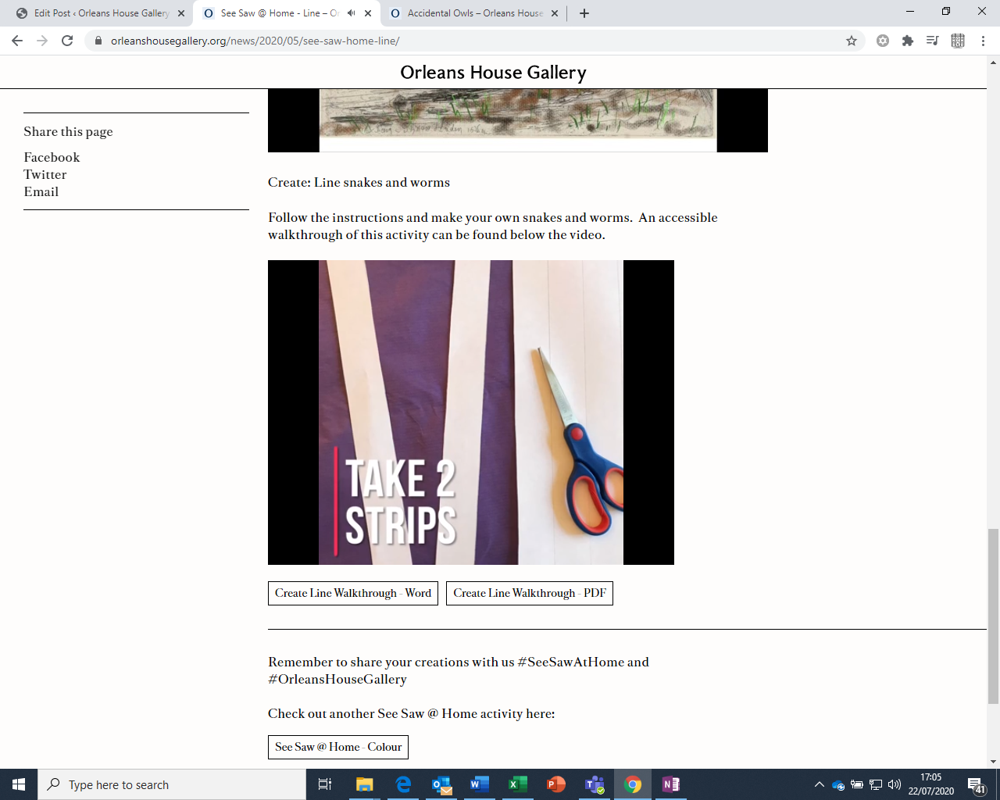 Edit Post ‹ Orleans House Gallery
See Saw @ Home - Line – O
Accidental Owls – Orleans House
orleanshousegallery.org/news/2020/05/see-saw-home-line/
Orleans House Gallery
Share this page
Facebook
Twitter
Email
Create: Line snakes and worms
Follow the instructions and make your own snakes and worms.  An accessible
walkthrough of this activity can be found below the video.
TAKE 2
STRIPS
Create Line Walkthrough - Word
Create Line Walkthrough - PDF
Remember to share your creations with us #SeeSawAtHome and
#OrleansHouseGallery
Check out another See Saw @ Home activity here:
See Saw @ Home - Colour
Type here to search
17:05
22/07/2020
41